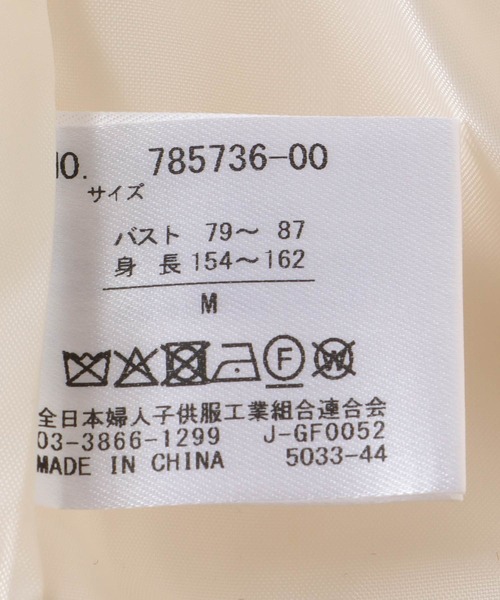 NO. 785736-00
サイズ
バスト 79～ 87
身 長 154～162
M
F W
全日本婦人子供服工業組合連合会
03-3866-1299 J-GF0052
MADE IN CHINA 5033-44